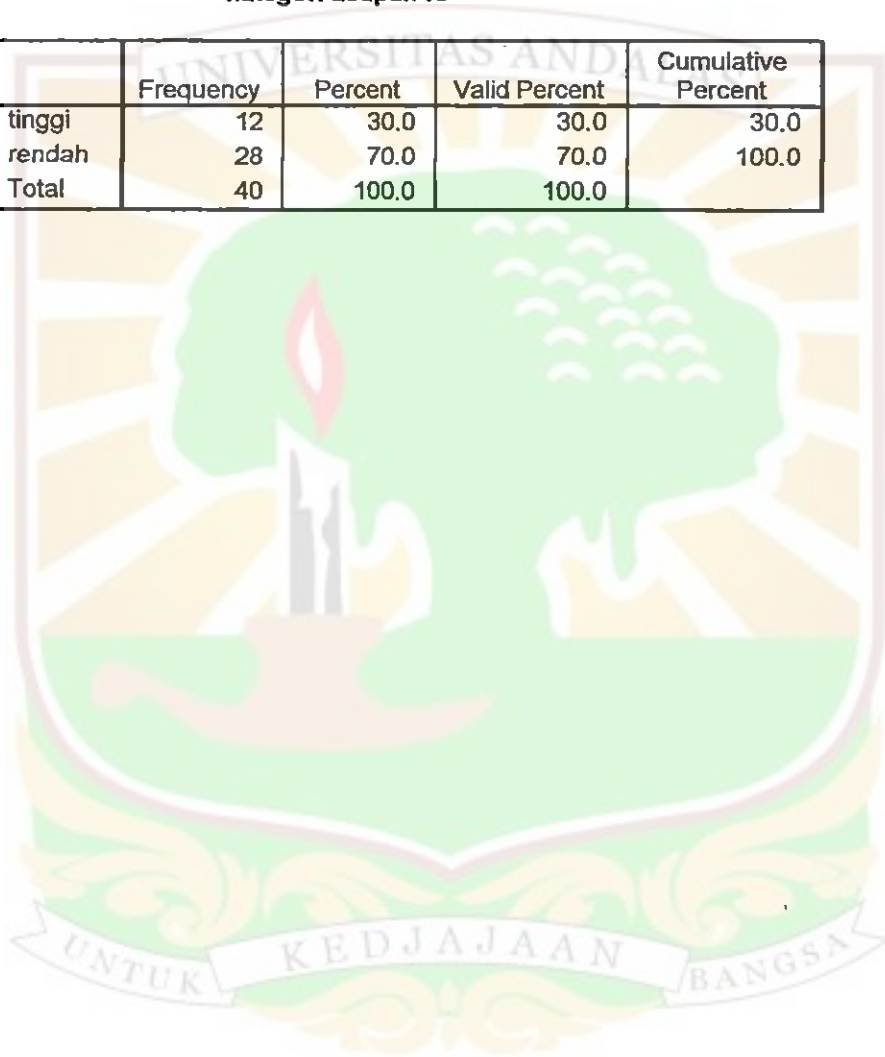 UNIVERSITAS ANDALAS
Frequency Percent Valid Percent Cumulative Percent
tinggi 12 30.0 30.0 30.0
rendah 28 70.0 70.0 100.0
Total 40 100.0 100.0
UNTUK KEDJAJAAN BANGSA